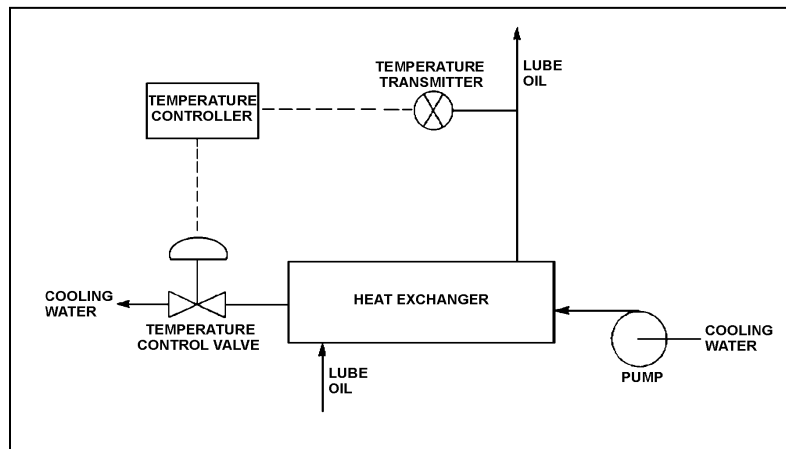 TEMPERATURE
TRANSMITTER
LUBE
OIL
TEMPERATURE
CONTROLLER
HEAT EXCHANGER
COOLING
WATER
TEMPERATURE
CONTROL VALVE
COOLING
WATER
PUMP
LUBE
OIL